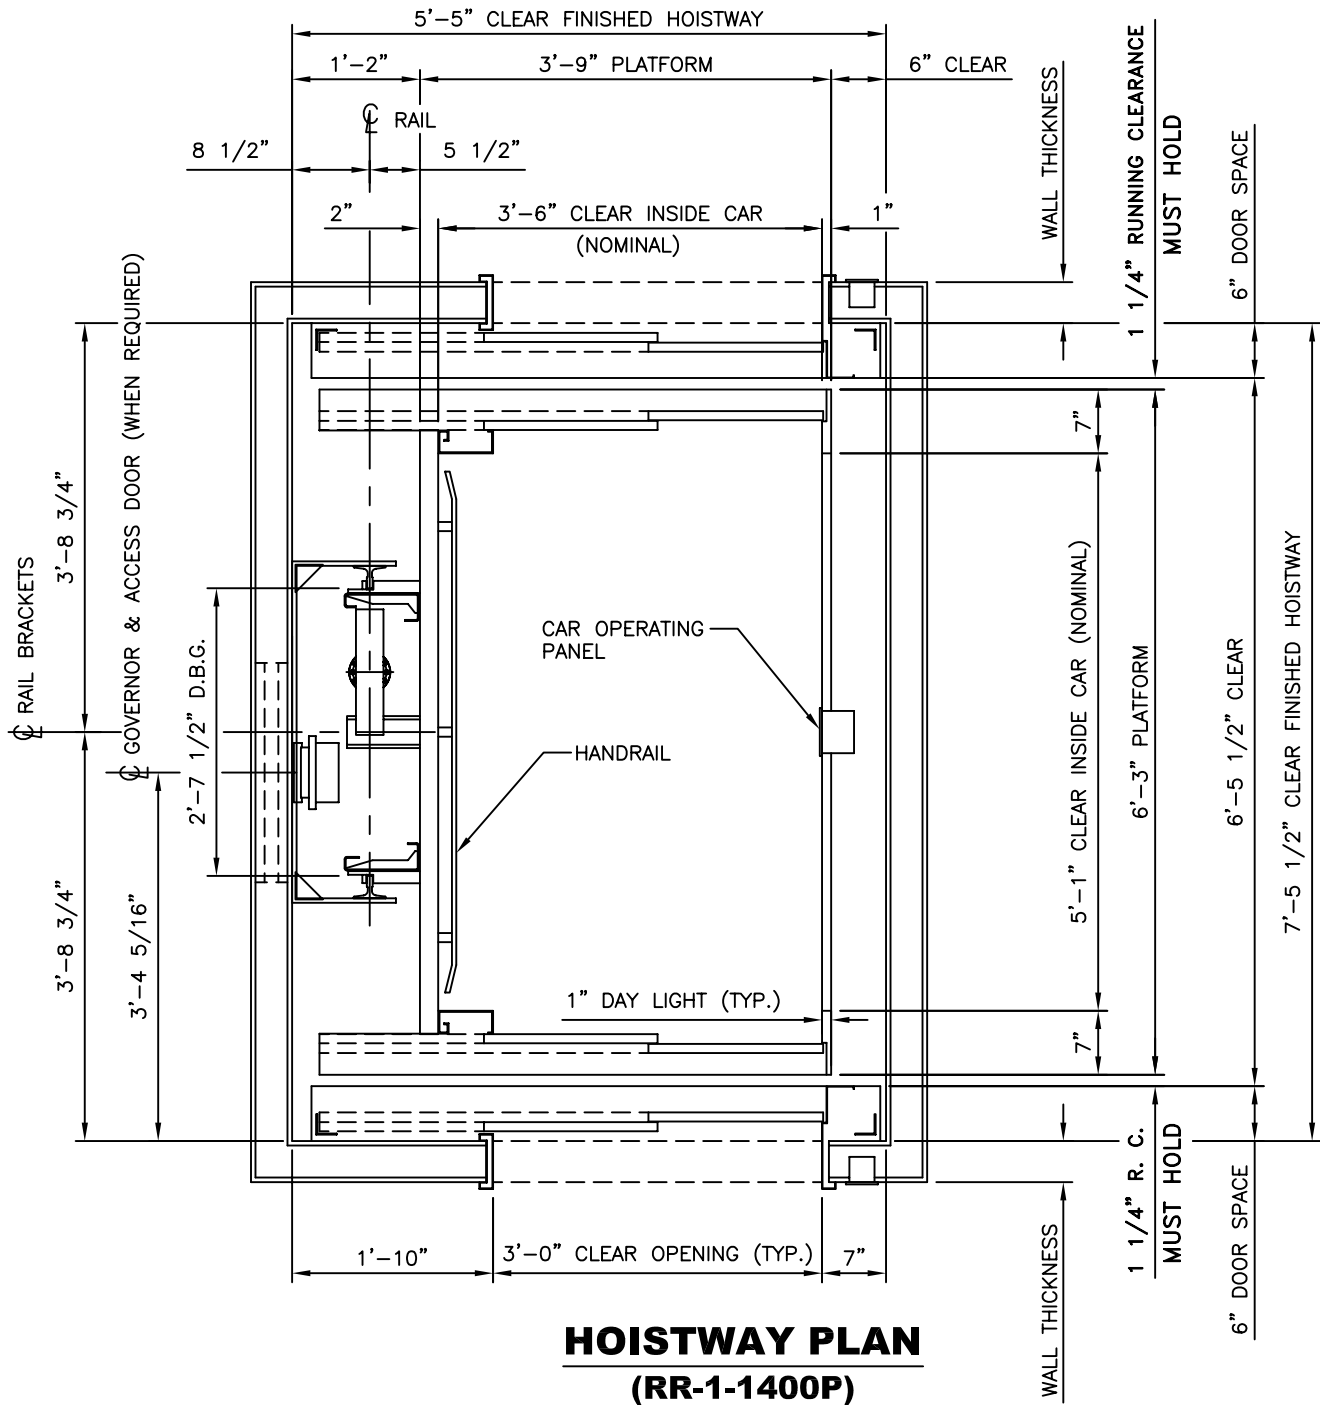 5'-5" CLEAR FINISHED HOISTWAY
1'-2"
3'-9" PLATFORM
6" CLEAR
℄ RAIL
8 1/2"
5 1/2"
2"
3'-6" CLEAR INSIDE CAR
(NOMINAL)
1"
WALL THICKNESS
1 1/4" RUNNING CLEARANCE
MUST HOLD
6" DOOR SPACE
℄ RAIL BRACKETS
3'-8 3/4"
℄ GOVERNOR & ACCESS DOOR (WHEN REQUIRED)
2'-7 1/2" D.B.G.
3'-8 3/4"
3'-4 5/16"
CAR OPERATING
PANEL
HANDRAIL
1" DAY LIGHT (TYP.)
7"
5'-1" CLEAR INSIDE CAR (NOMINAL)
7"
6'-3" PLATFORM
6'-5 1/2" CLEAR
7'-5 1/2" CLEAR FINISHED HOISTWAY
1'-10"
3'-0" CLEAR OPENING (TYP.)
7"
WALL THICKNESS
1 1/4" R. C.
MUST HOLD
6" DOOR SPACE
HOISTWAY PLAN
(RR-1-1400P)